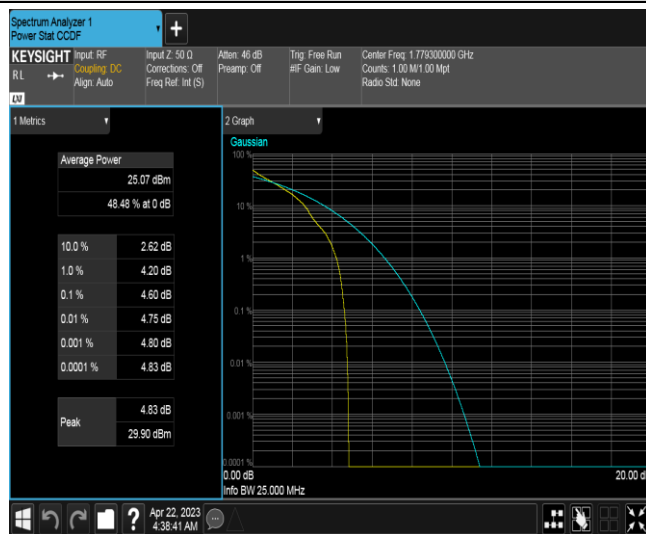 Spectrum Analyzer 1
Power Stat CCDF
+
KEYSIGHT
RL
LXI
Input: RF
Coupling: DC
Align: Auto
Input Z: 50 Ω
Corrections: Off
Freq Ref: Int (S)
Atten: 46 dB
Preamp: Off
Trig: Free Run
#IF Gain: Low
Center Freq: 1.779300000 GHz
Counts: 1.00 M/1.00 Mpt
Radio Std: None
1 Metrics
Average Power
25.07 dBm
48.48 % at 0 dB
10.0 % 2.62 dB
1.0 % 4.20 dB
0.1 % 4.60 dB
0.01 % 4.75 dB
0.001 % 4.80 dB
0.0001 % 4.83 dB
Peak
4.83 dB
29.90 dBm
2 Graph
Gaussian
100 %
10 %
1 %
0.1 %
0.01 %
0.001 %
0.0001 %
0.00 dB 20.00 d
Info BW 25.000 MHz
?
Apr 22, 2023
4:38:41 AM